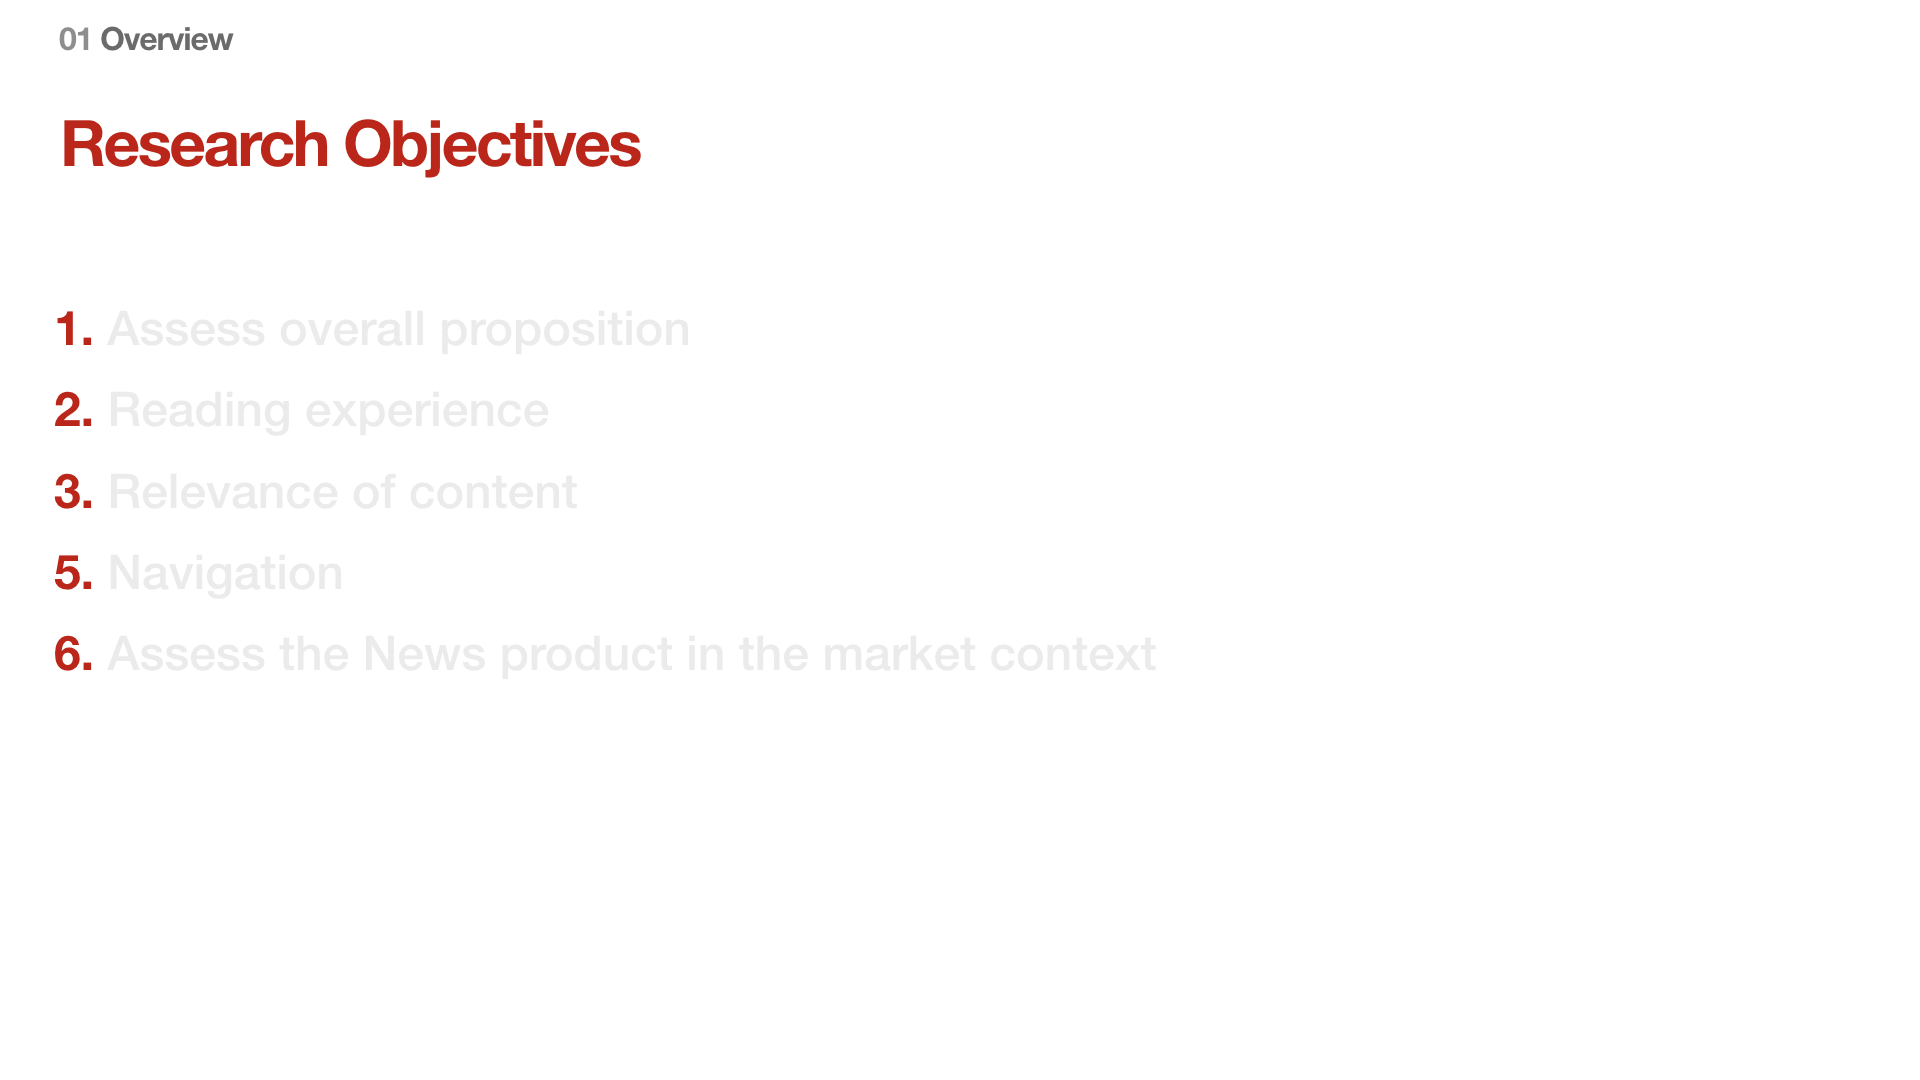 01 Overview
Research Objectives
1. Assess overall proposition
2. Reading experience
3. Relevance of content
5. Navigation
6. Assess the News product in the market context